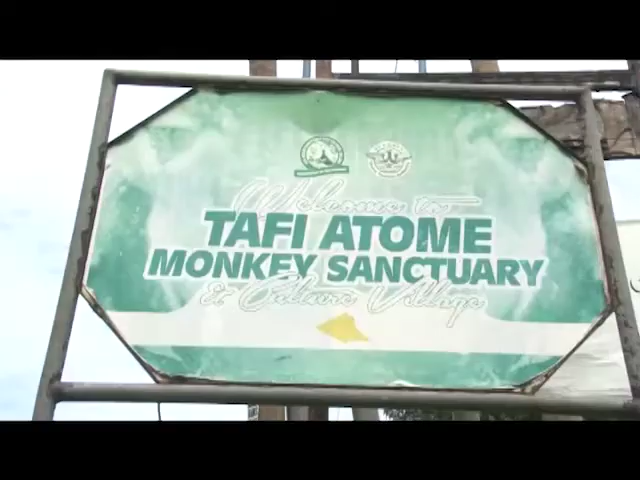 Welcome to
TAFI ATOME
MONKEY SANCTUARY
& Culture Village